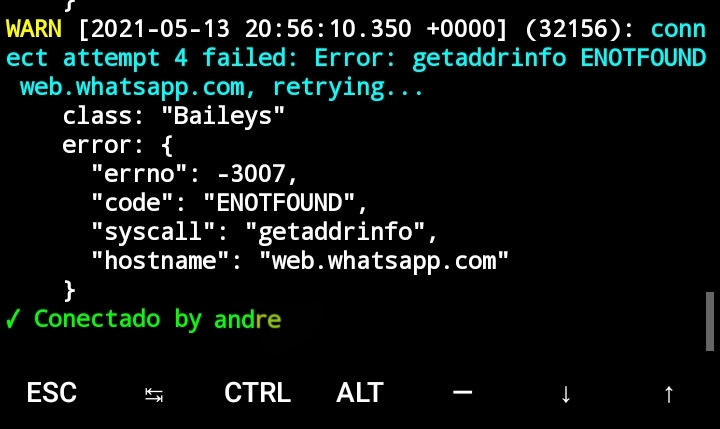 }
WARN [2021-05-13 20:56:10.350 +0000] (32156): conn
ect attempt 4 failed: Error: getaddrinfo ENOTFOUND
web.whatsapp.com, retrying...
class: "Baileys"
error: {
"errno": -3007,
"code": "ENOTFOUND",
"syscall": "getaddrinfo",
"hostname": "web.whatsapp.com"
}
✓ Conectado by andre
ESC ↹ CTRL ALT — ↓ ↑